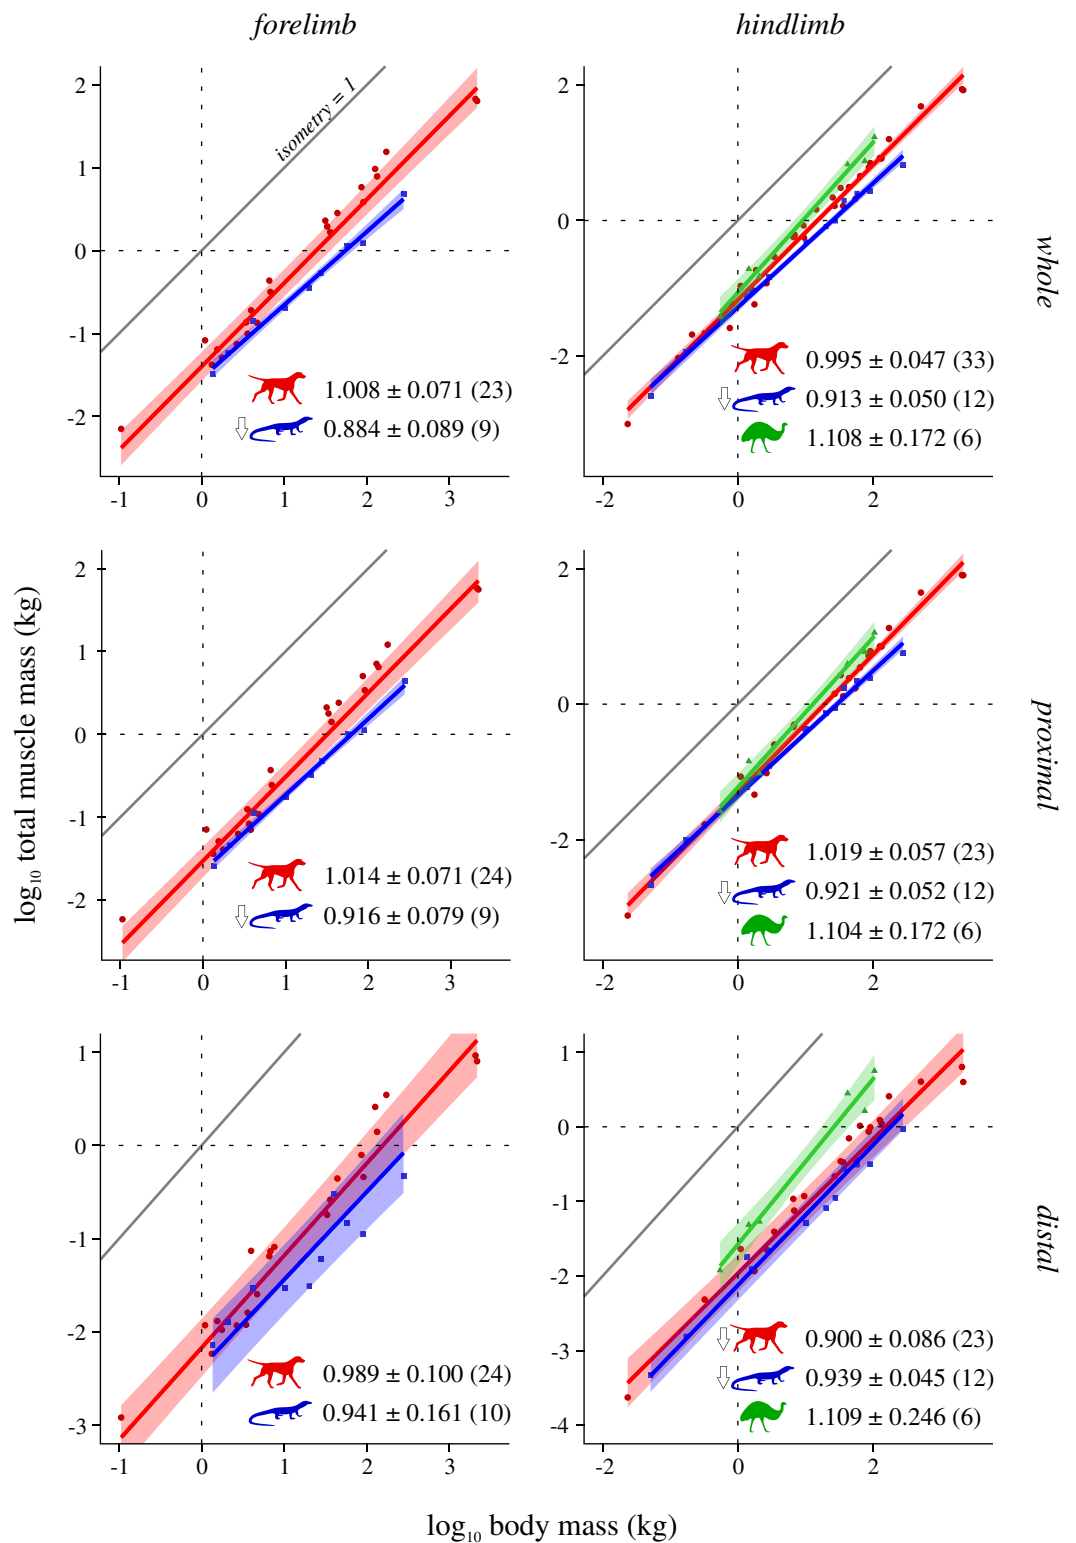 forelimb
hindlimb
2
1
0
-1
-2
-1
0
1
2
3
isometry = 1
1.008 ± 0.071 (23)
0.884 ± 0.089 (9)
2
0
-2
-2
0
2
0.995 ± 0.047 (33)
0.913 ± 0.050 (12)
1.108 ± 0.172 (6)
whole
log₁₀ total muscle mass (kg)
2
1
0
-1
-2
-1
0
1
2
3
1.014 ± 0.071 (24)
0.916 ± 0.079 (9)
2
0
-2
-2
0
2
1.019 ± 0.057 (23)
0.921 ± 0.052 (12)
1.104 ± 0.172 (6)
proximal
1
0
-1
-2
-3
-1
0
1
2
3
0.989 ± 0.100 (24)
0.941 ± 0.161 (10)
1
0
-1
-2
-3
-4
-2
0
2
0.900 ± 0.086 (23)
0.939 ± 0.045 (12)
1.109 ± 0.246 (6)
distal
log₁₀ body mass (kg)